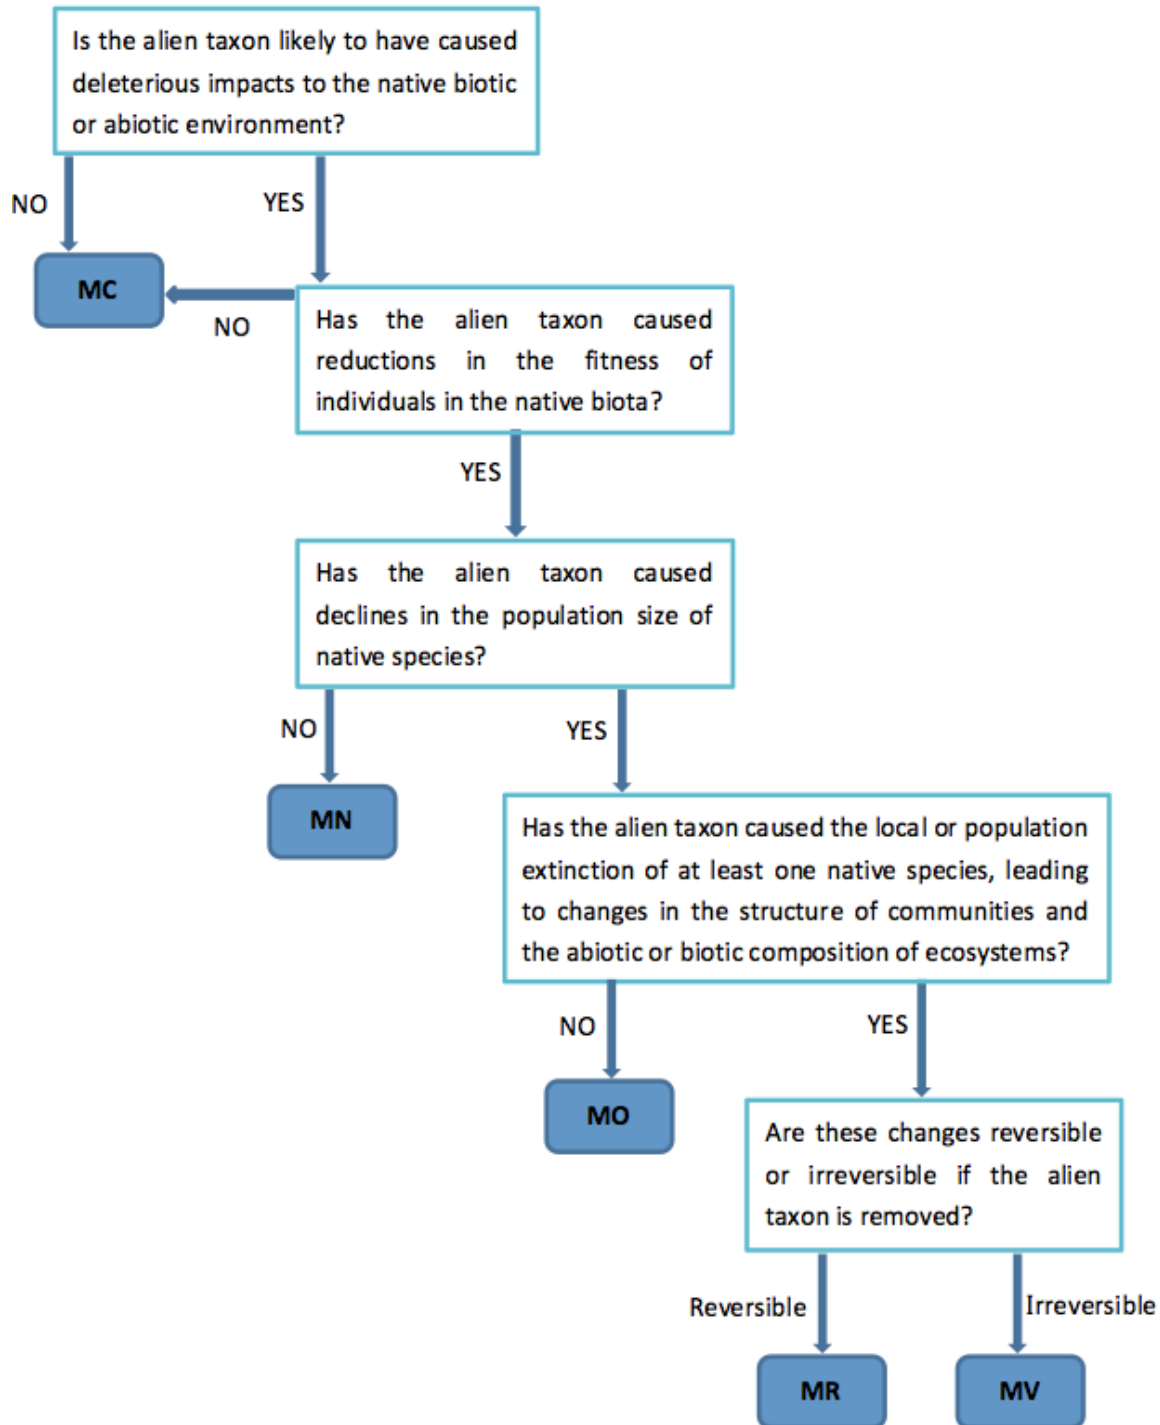 Is the alien taxon likely to have caused
deleterious impacts to the native biotic
or abiotic environment?
NO
YES
MC
NO
Has the alien taxon caused
reductions in the fitness of
individuals in the native biota?
YES
Has the alien taxon caused
declines in the population size of
native species?
NO
YES
MN
Has the alien taxon caused the local or population
extinction of at least one native species, leading
to changes in the structure of communities and
the abiotic or biotic composition of ecosystems?
NO
YES
MO
Are these changes reversible
or irreversible if the alien
taxon is removed?
Reversible
Irreversible
MR
MV